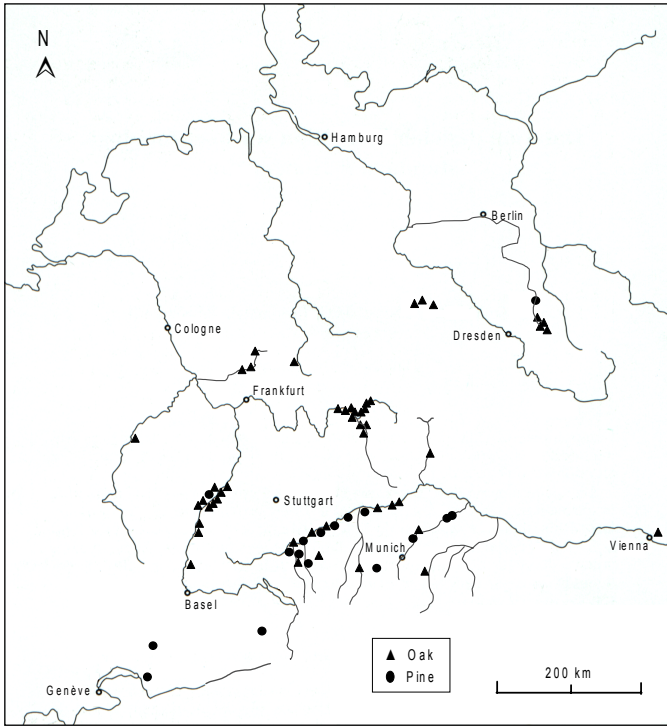 N
Hamburg
Berlin
Cologne
Dresden
Frankfurt
Stuttgart
Munich
Vienna
Basel
Oak
Pine
Genève
200 km